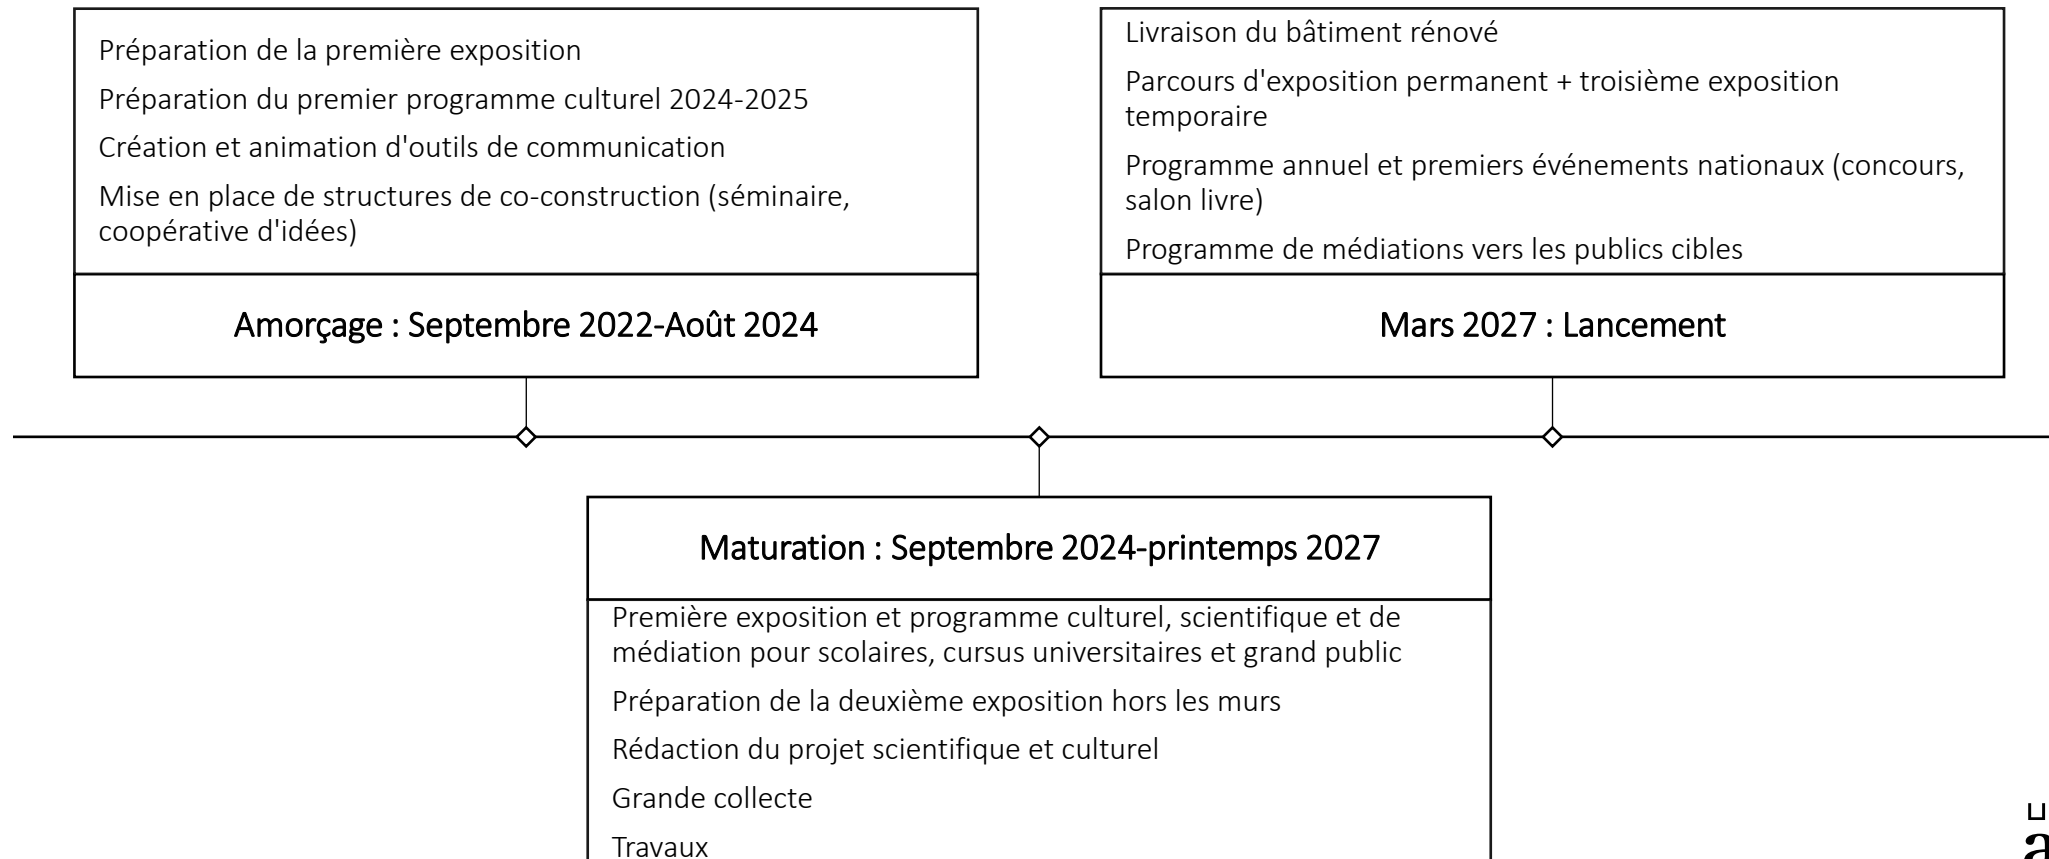 Préparation de la première exposition
Préparation du premier programme culturel 2024-2025
Création et animation d'outils de communication
Mise en place de structures de co-construction (séminaire,
coopérative d'idées)
Amorçage : Septembre 2022-Août 2024
Livraison du bâtiment rénové
Parcours d'exposition permanent + troisième exposition
temporaire
Programme annuel et premiers événements nationaux (concours,
salon livre)
Programme de médiations vers les publics cibles
Mars 2027 : Lancement
Maturation : Septembre 2024-printemps 2027
Première exposition et programme culturel, scientifique et de
médiation pour scolaires, cursus universitaires et grand public
Préparation de la deuxième exposition hors les murs
Rédaction du projet scientifique et culturel
Grande collecte
Travaux